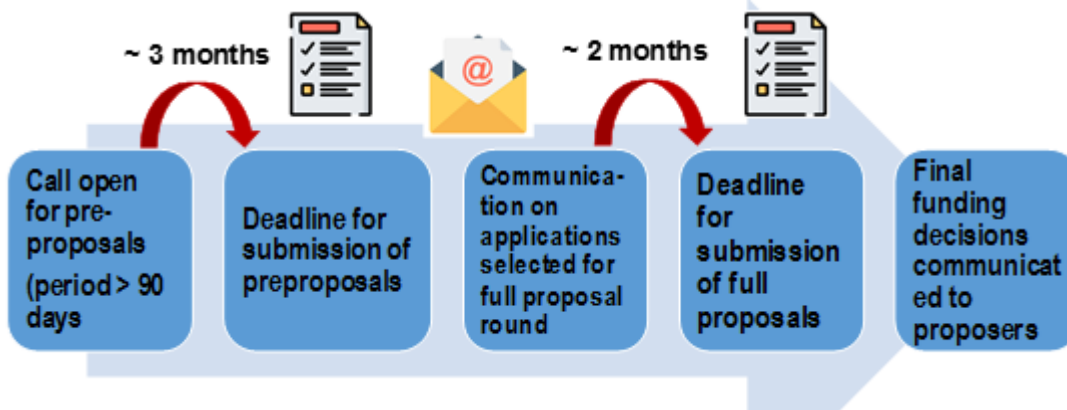 ~ 3 months
~ 2 months
@
Call open
for pre-
proposals
(period > 90
days
Deadline for
submission of
preproposals
Communica-
tion on
applications
selected for
full proposal
round
Deadline
for
submission
of full
proposals
Final
funding
decisions
communicat
ed to
proposers